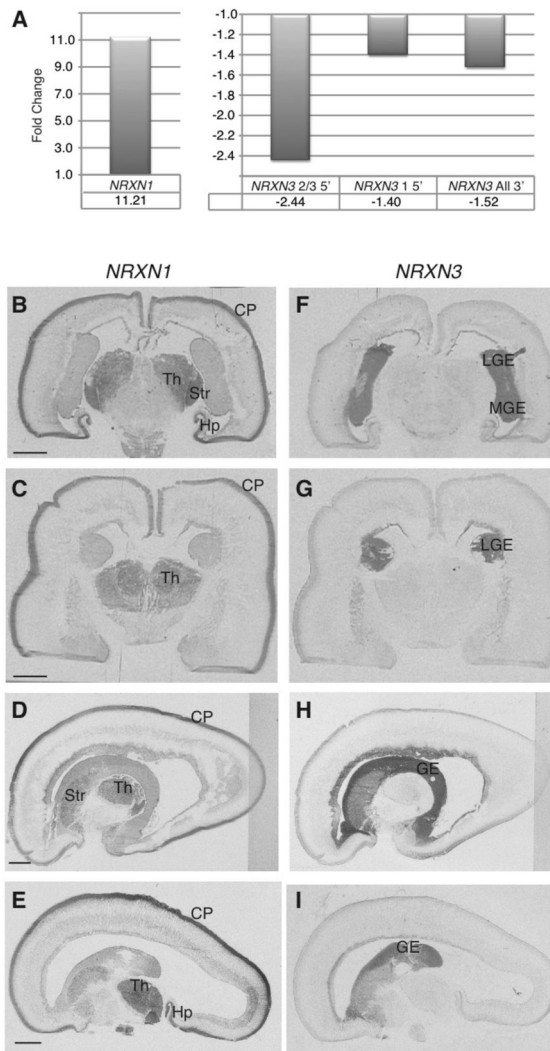 A
Fold Change
11.0
9.0
7.0
5.0
3.0
1.0
NRXN1
11.21
-1.0
-1.2
-1.4
-1.6
-1.8
-2.0
-2.2
-2.4
NRXN3 2/3 5’ NRXN3 1 5’ NRXN3 All 3’
-2.44 -1.40 -1.52
NRXN1 NRXN3
B CP
Th
Str
Hp
F
LGE
MGE
C CP
Th
G
LGE
D CP
Str Th
H
GE
E CP
Th
Hp
I
GE